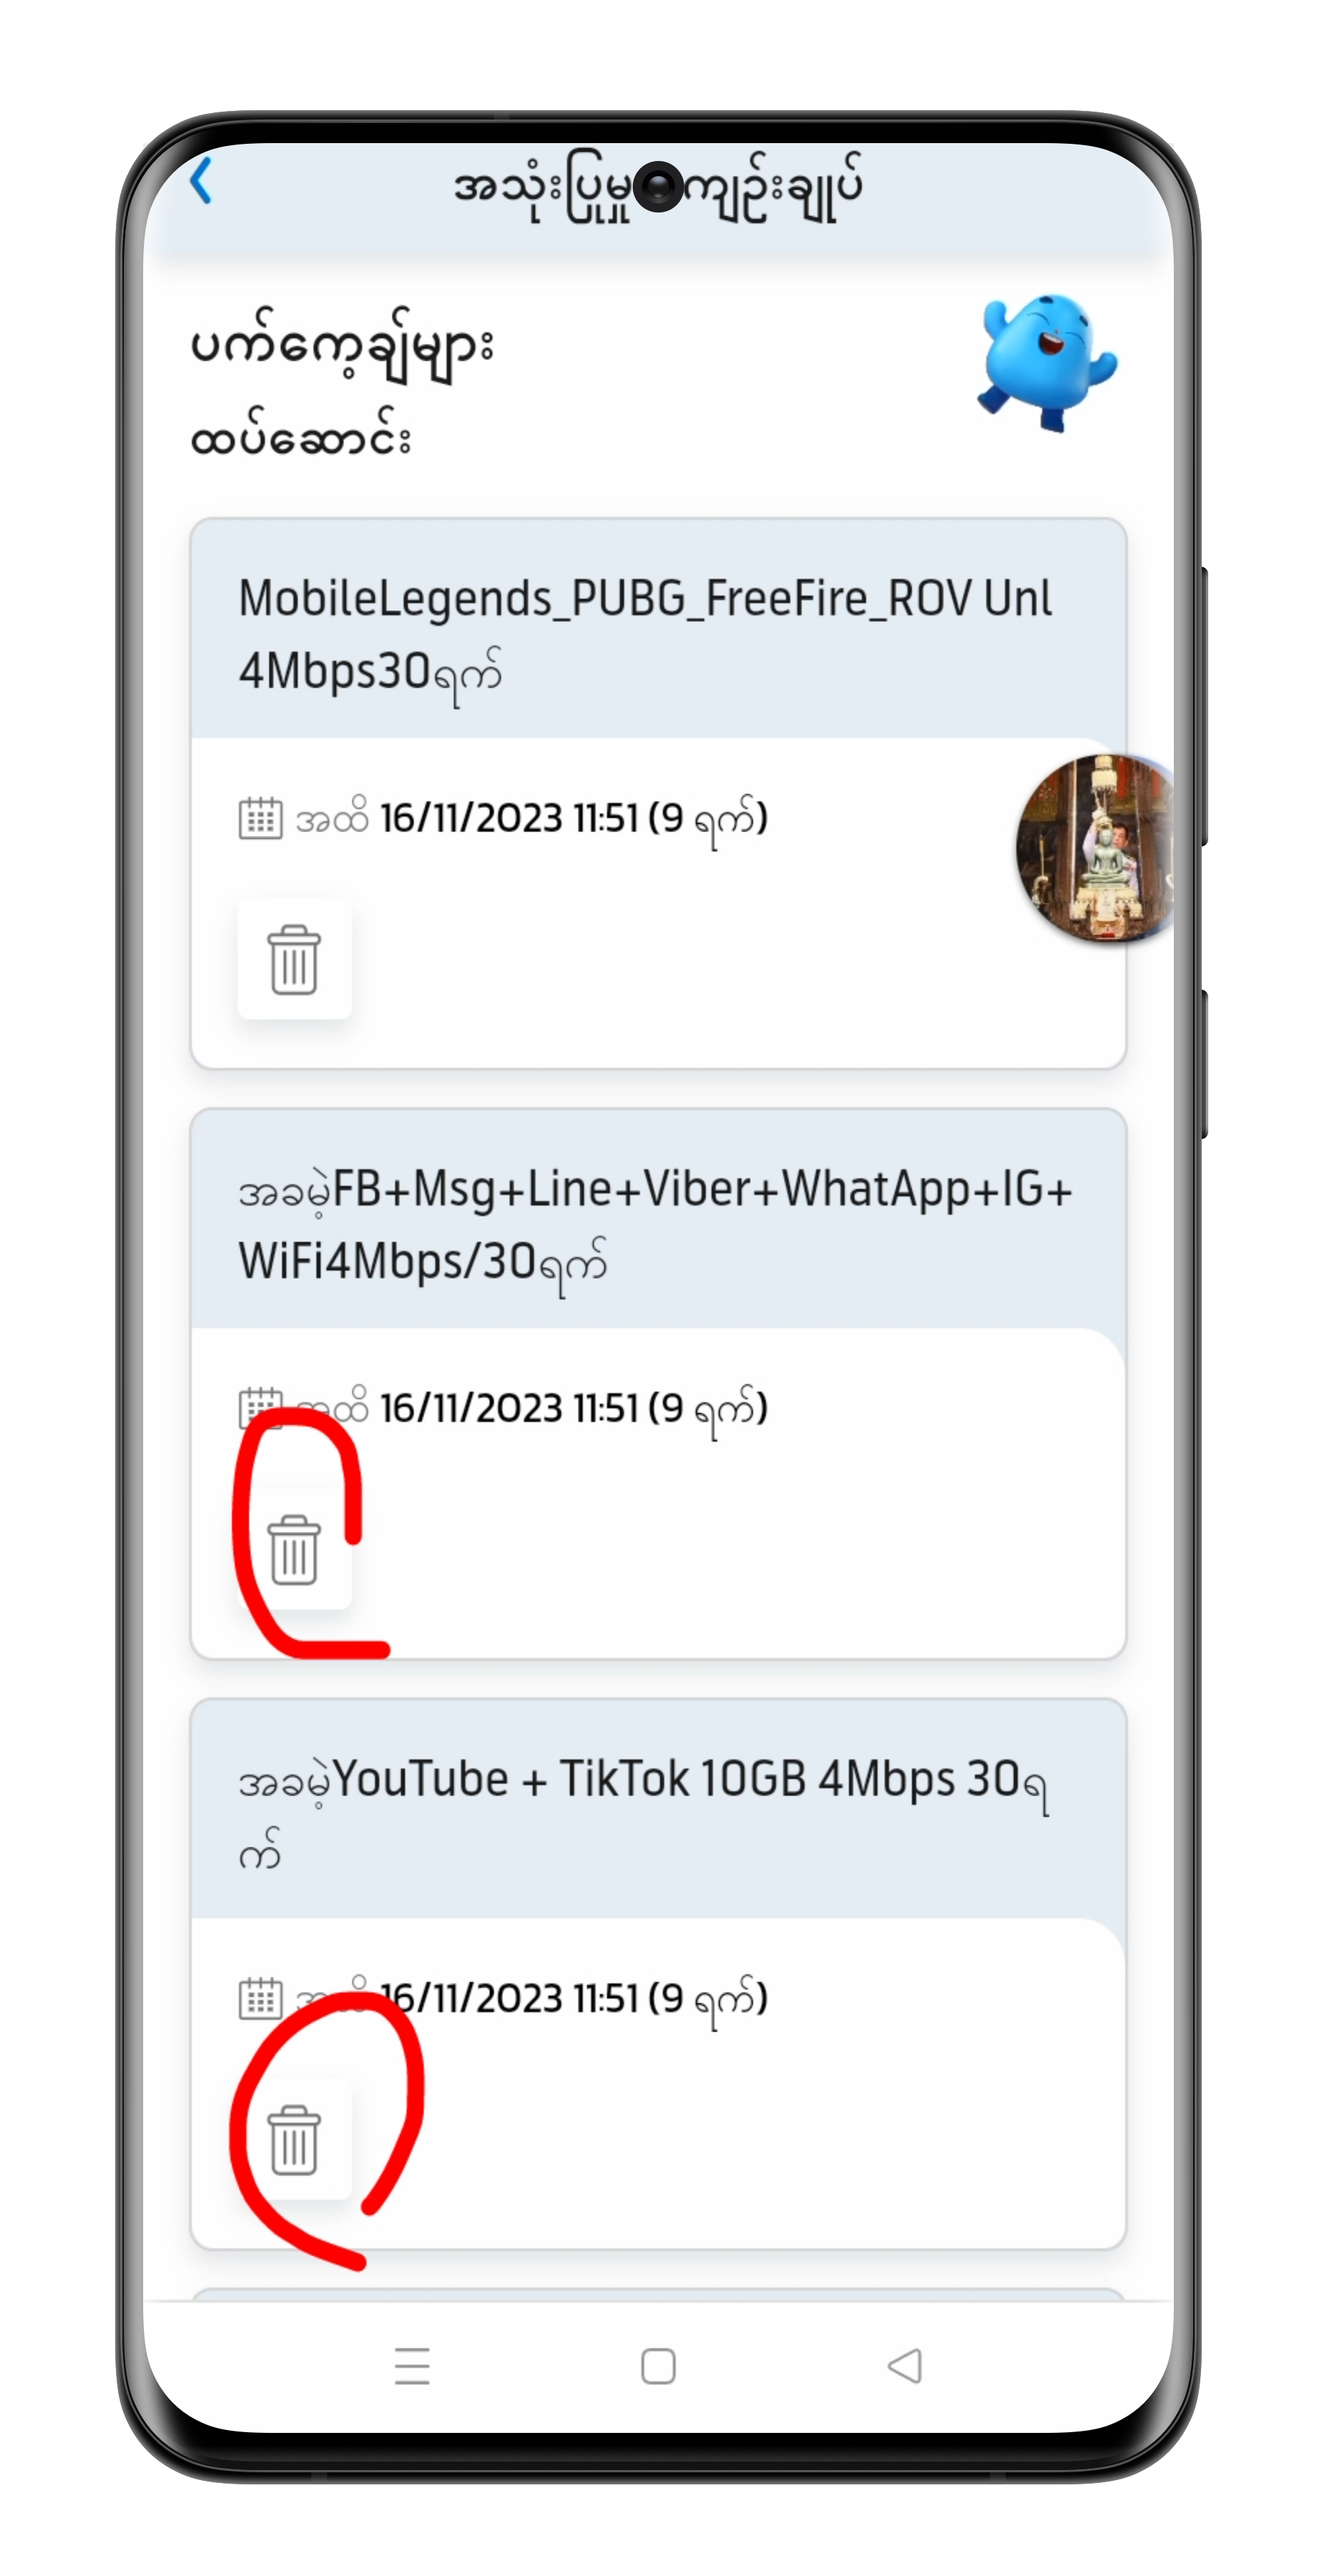 အသုံးပြုမှု ကျဉ်းချုပ်
ပက်ကေ့ချ်များ
ထပ်ဆောင်း
MobileLegends_PUBG_FreeFire_ROV Unl
4Mbps30ရက်
အထိ 16/11/2023 11:51 (9 ရက်)
အခမဲ့FB+Msg+Line+Viber+WhatApp+IG+
WiFi4Mbps/30ရက်
အထိ 16/11/2023 11:51 (9 ရက်)
အခမဲ့YouTube + TikTok 10GB 4Mbps 30ရ
က်
အထိ 16/11/2023 11:51 (9 ရက်)